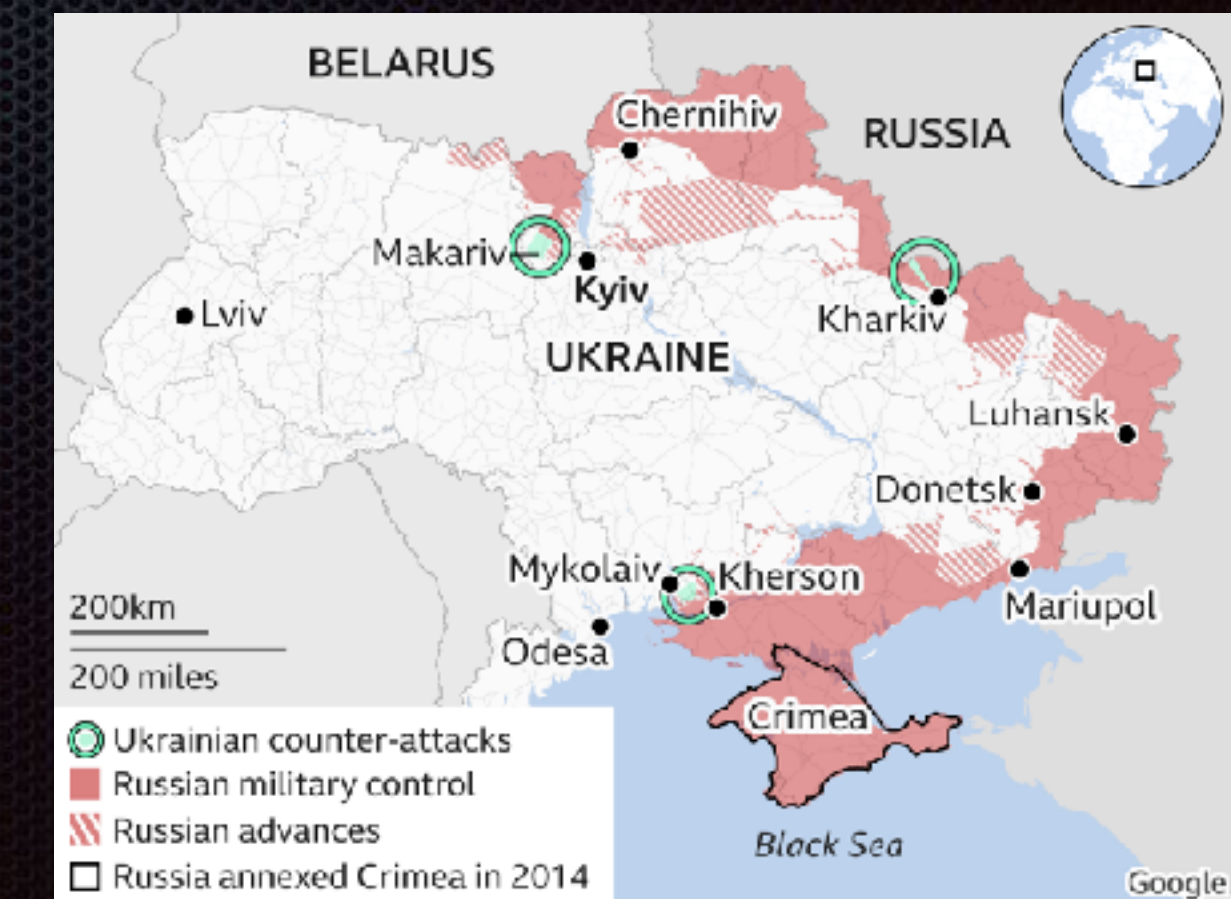 BELARUS
Chernihiv
RUSSIA
Makariv
Kyiv
Lviv
Kharkiv
UKRAINE
Luhansk
Donetsk
Mykolaiv
Kherson
Mariupol
200km
Odesa
200 miles
Crimea
Ukrainian counter-attacks
Russian military control
Russian advances
Russia annexed Crimea in 2014
Black Sea
Google